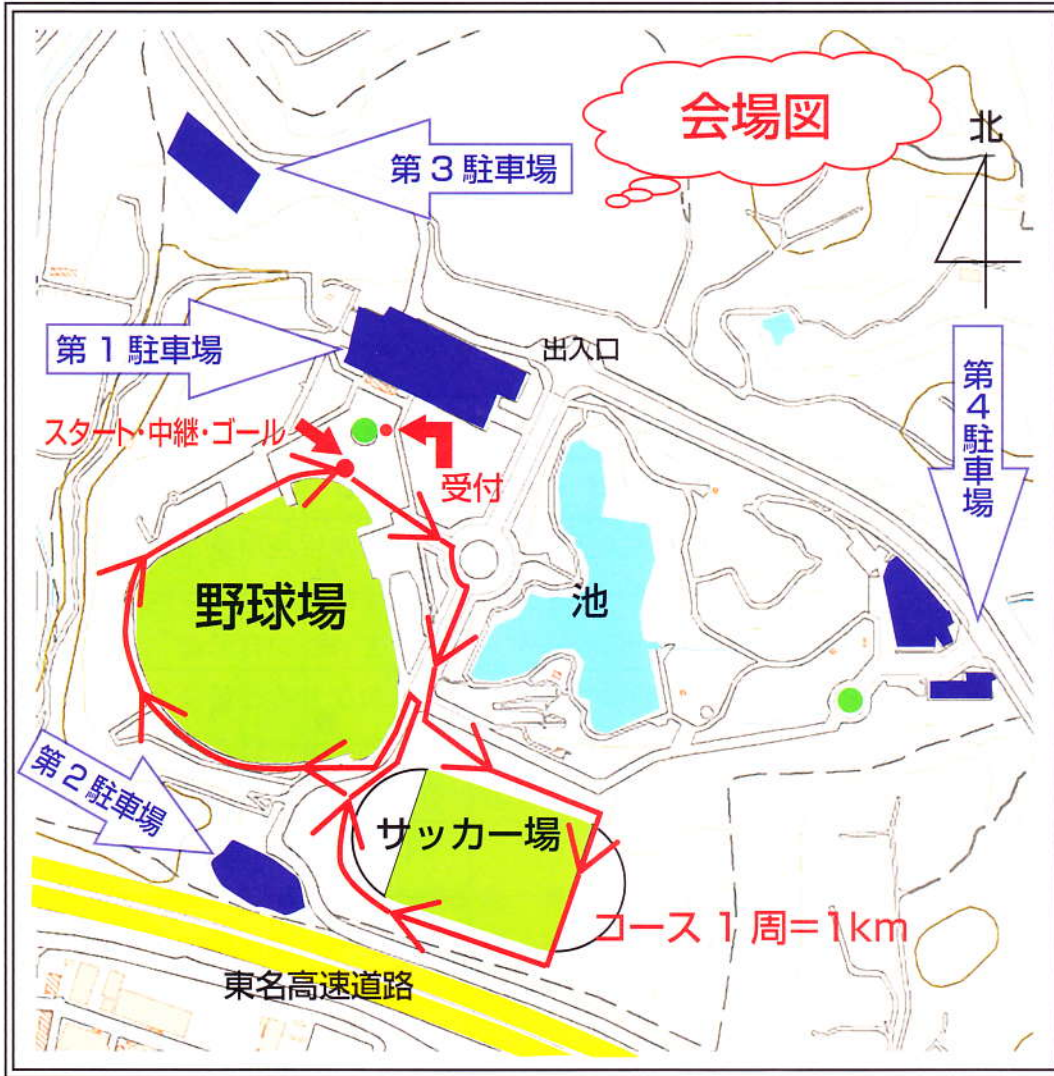 会場図
北
第3駐車場
第1駐車場
出入口
第4駐車場
スタート・中継・ゴール
受付
野球場
池
第2駐車場
サッカー場
コース1周=1km
東名高速道路